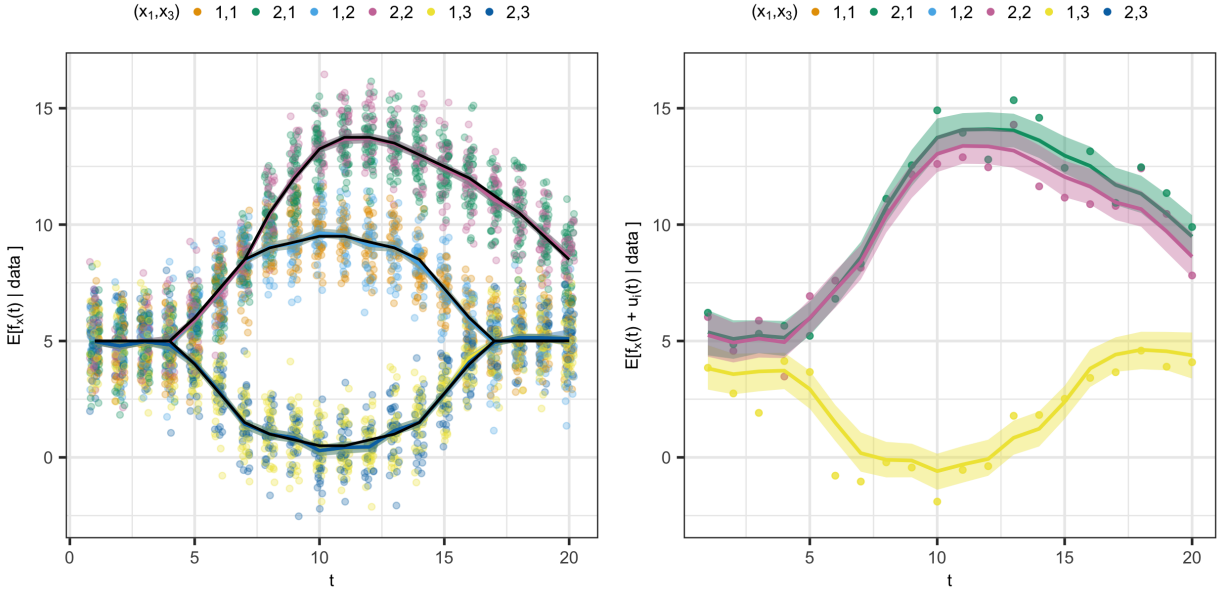 (x₁,x₃) 1,1 2,1 1,2 2,2 1,3 2,3
E[fₓ(t) | data ]
15
10
5
0
0 5 10 15 20
t
(x₁,x₃) 1,1 2,1 1,2 2,2 1,3 2,3
E[fₓ(t) + uᵢ(t) | data ]
15
10
5
0
5 10 15 20
t